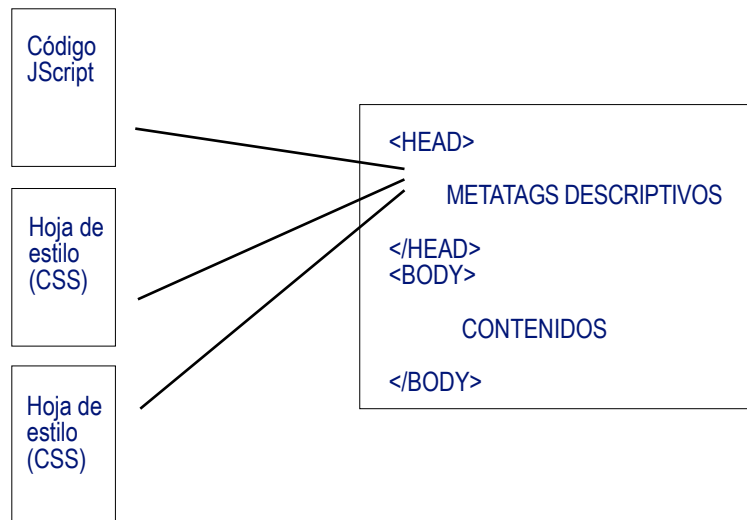 Código
JScript
Hoja de
estilo
(CSS)
Hoja de
estilo
(CSS)
<HEAD>
METATAGS DESCRIPTIVOS
</HEAD>
<BODY>
CONTENIDOS
</BODY>